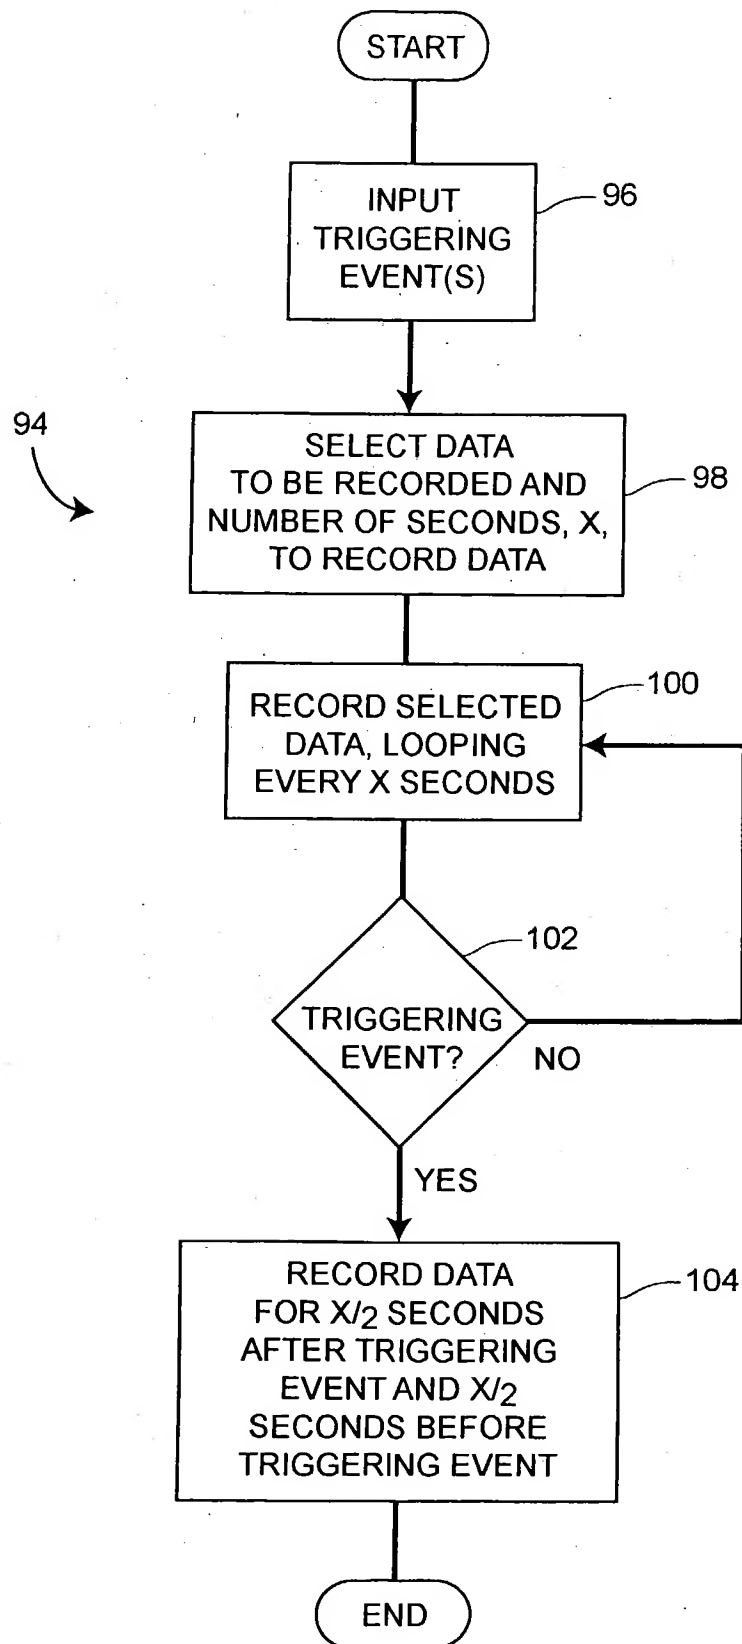 START
INPUT
TRIGGERING
EVENT(S)
96
94
SELECT DATA
TO BE RECORDED AND
NUMBER OF SECONDS, X,
TO RECORD DATA
98
RECORD SELECTED
DATA, LOOPING
EVERY X SECONDS
100
102
TRIGGERING
EVENT?
NO
YES
RECORD DATA
FOR X/2 SECONDS
AFTER TRIGGERING
EVENT AND X/2
SECONDS BEFORE
TRIGGERING EVENT
104
END